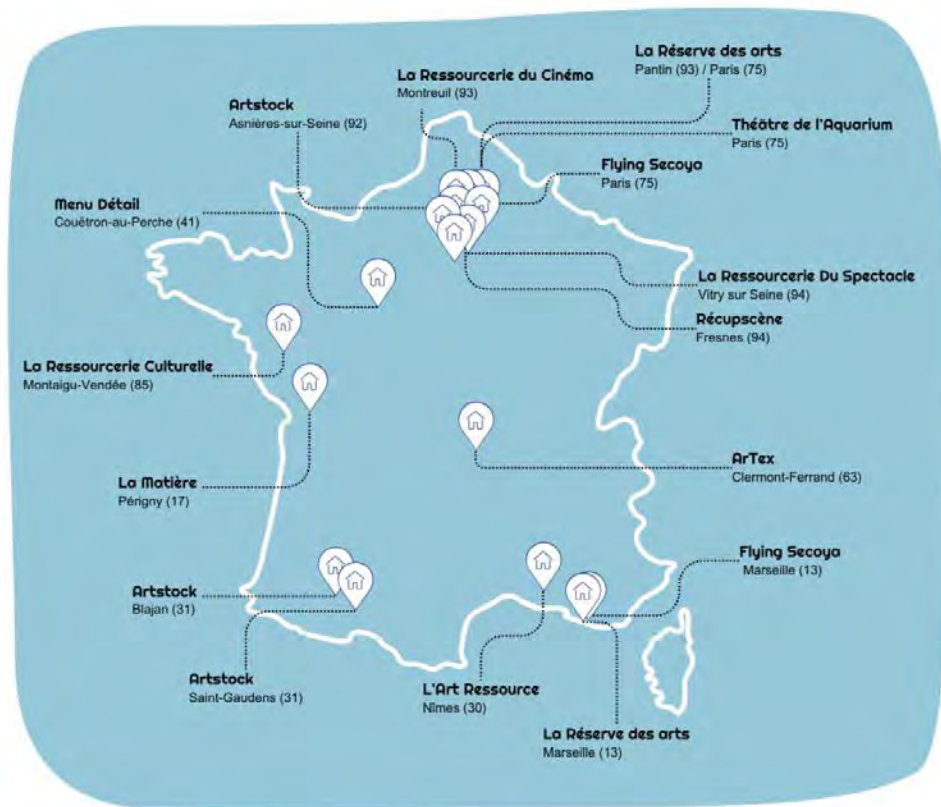 La Réserve des arts
Pantin (93) / Paris (75)
La Ressourcerie du Cinéma
Montreuil (93)
Artstock
Asnières-sur-Seine (92)
Théâtre de l'Aquarium
Paris (75)
Flying Secoya
Paris (75)
Menu Détail
Couëtron-au-Perche (41)
La Ressourcerie Du Spectacle
Vitry sur Seine (94)
Récupscène
Fresnes (94)
La Ressourcerie Culturelle
Montaigu-Vendée (85)
ArTex
Clermont-Ferrand (63)
La Matière
Périgny (17)
Flying Secoya
Marseille (13)
Artstock
Blajan (31)
Artstock
Saint-Gaudens (31)
L'Art Ressource
Nîmes (30)
La Réserve des arts
Marseille (13)